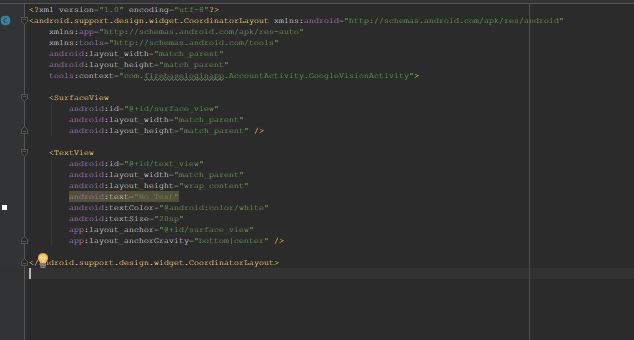 <?xml version="1.0" encoding="utf-8"?>
<android.support.design.widget.CoordinatorLayout xmlns:android="http://schemas.android.com/apk/res/android"
xmlns:app="http://schemas.android.com/apk/res-auto"
xmlns:tools="http://schemas.android.com/tools"
android:layout_width="match_parent"
android:layout_height="match_parent"
tools:context="com.firebaseloginapp.AccountActivity.GoogleVisionActivity">
<SurfaceView
android:id="@+id/surface_view"
android:layout_width="match_parent"
android:layout_height="match_parent" />
<TextView
android:id="@+id/text_view"
android:layout_width="match_parent"
android:layout_height="wrap_content"
android:text="No Text"
android:textColor="@android:color/white"
android:textSize="20sp"
app:layout_anchor="@+id/surface_view"
app:layout_anchorGravity="bottom|center" />
</android.support.design.widget.CoordinatorLayout>